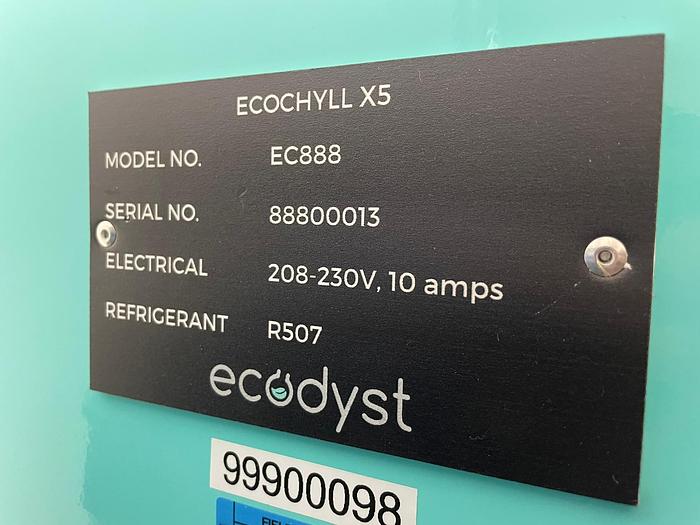 ECOCHYLL X5
MODEL NO. EC888
SERIAL NO. 88800013
ELECTRICAL 208-230V, 10 amps
REFRIGERANT R507
ecodyst
99900098